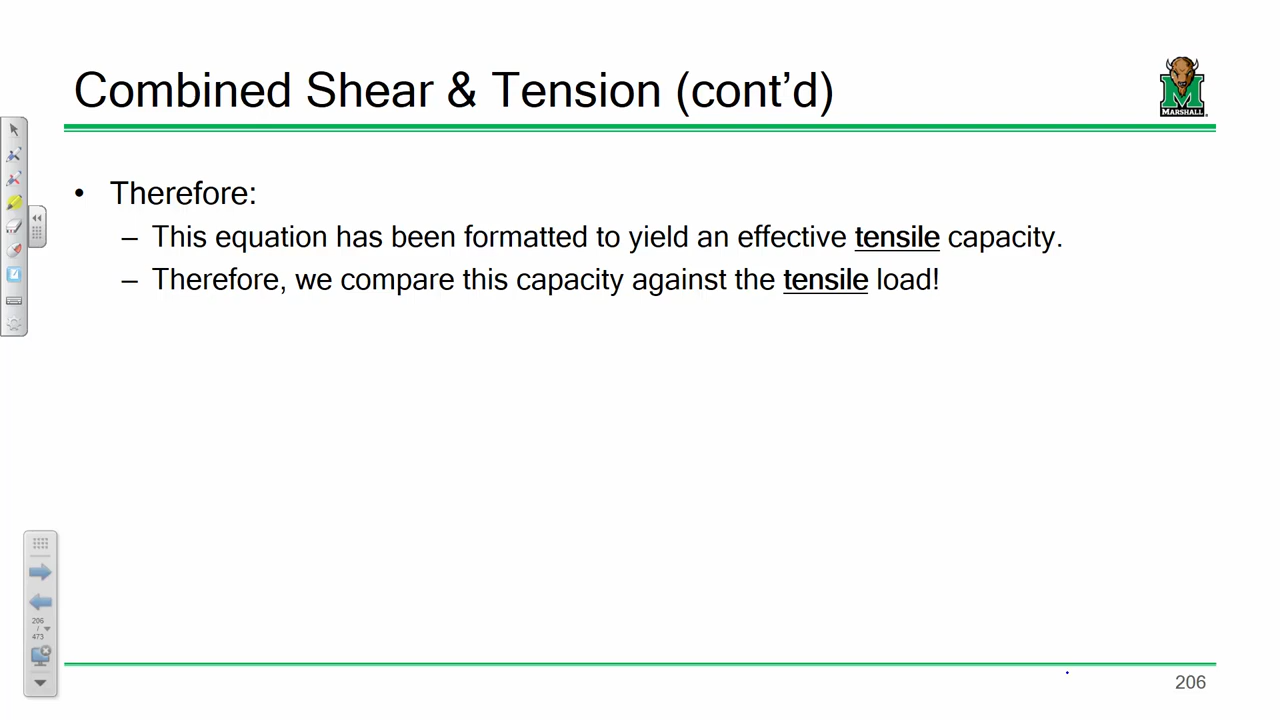 Combined Shear & Tension (cont’d)
MARSHALL
• Therefore:
– This equation has been formatted to yield an effective tensile capacity.
– Therefore, we compare this capacity against the tensile load!
206
/
473
206